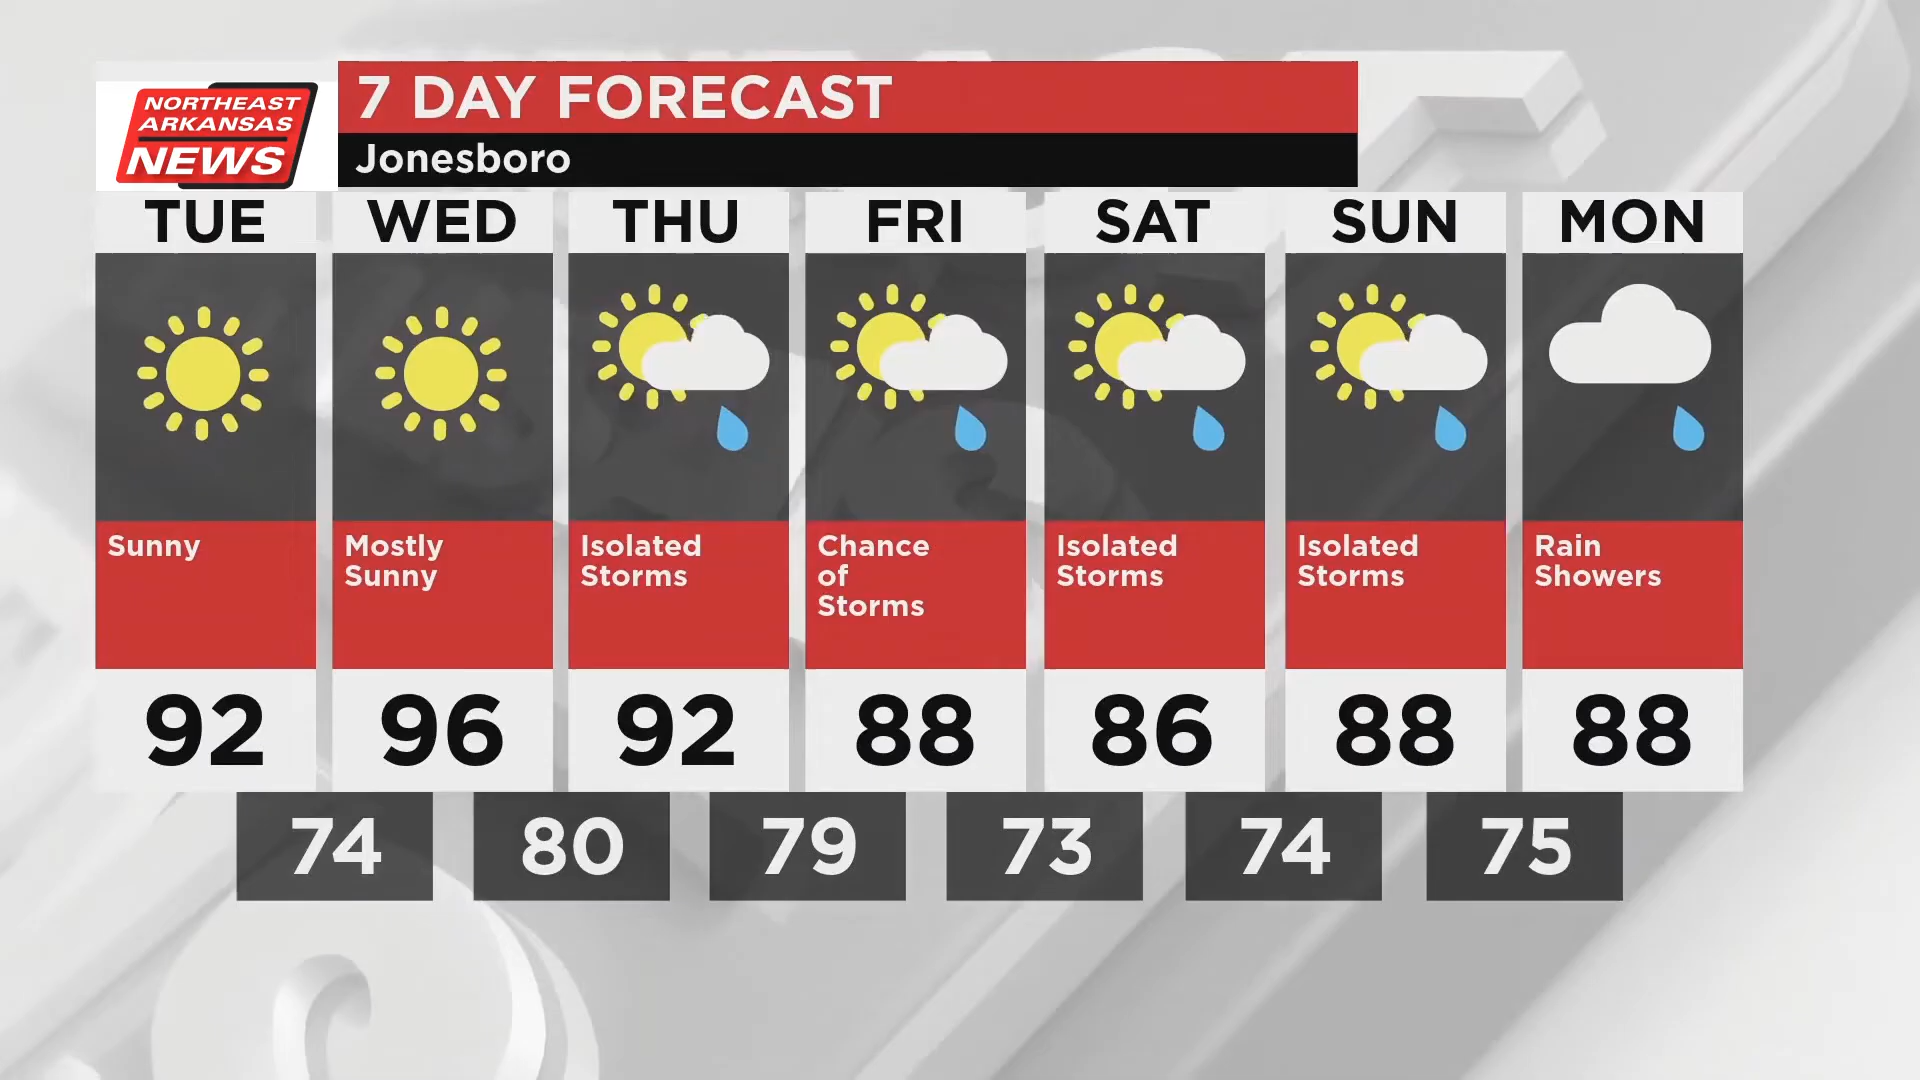 NORTHEAST
ARKANSAS
NEWS
7 DAY FORECAST
Jonesboro
TUE WED THU FRI SAT SUN MON
Sunny
Mostly
Sunny
Isolated
Storms
Chance
of
Storms
Isolated
Storms
Isolated
Storms
Rain
Showers
92 96 92 88 86 88 88
74 80 79 73 74 75